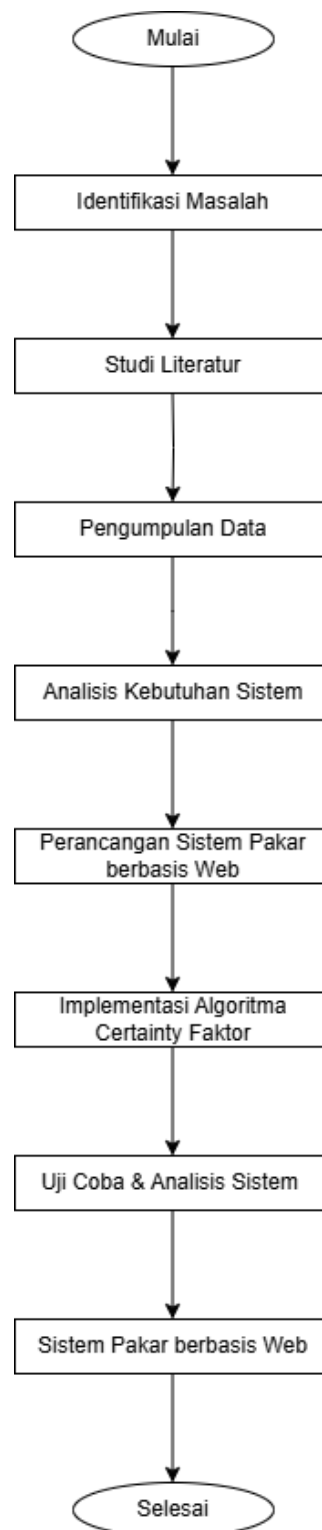 Mulai
Identifikasi Masalah
Studi Literatur
Pengumpulan Data
Analisis Kebutuhan Sistem
Perancangan Sistem Pakar
berbasis Web
Implementasi Algoritma
Certainty Faktor
Uji Coba & Analisis Sistem
Sistem Pakar berbasis Web
Selesai